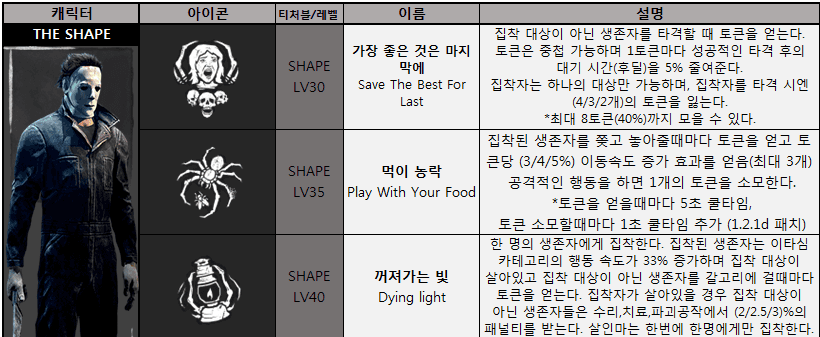 캐릭터 아이콘 티처블/레벨 이름 설명
THE SHAPE
SHAPE
LV30
가장 좋은 것은 마지
막에
Save The Best For
Last
집착 대상이 아닌 생존자를 타격할 때 토큰을 얻는다.
토큰은 중첩 가능하며 1토큰마다 성공적인 타격 후의
대기 시간(후딜)을 5% 줄여준다.
집착자는 하나의 대상만 가능하며, 집착자를 타격 시엔
(4/3/2개)의 토큰을 잃는다.
*최대 8토큰(40%)까지 모을 수 있다.
SHAPE
LV35
먹이 농락
Play With Your Food
집착된 생존자를 쫒고 놓아줄때마다 토큰을 얻고 토
큰당 (3/4/5%) 이동속도 증가 효과를 얻음(최대 3개)
공격적인 행동을 하면 1개의 토큰을 소모한다.
*토큰을 얻을때마다 5초 쿨타임,
토큰 소모할때마다 1초 쿨타임 추가 (1.2.1d 패치)
SHAPE
LV40
꺼져가는 빛
Dying light
한 명의 생존자에게 집착한다. 집착된 생존자는 이타심
카테고리의 행동 속도가 33% 증가하며 집착 대상이
살아있고 집착 대상이 아닌 생존자를 갈고리에 걸때마다
토큰을 얻는다. 집착자가 살아있을 경우 집착 대상이
아닌 생존자들은 수리,치료,파괴공작에서 (2/2.5/3)%의
패널티를 받는다. 살인마는 한번에 한명에게만 집착한다.